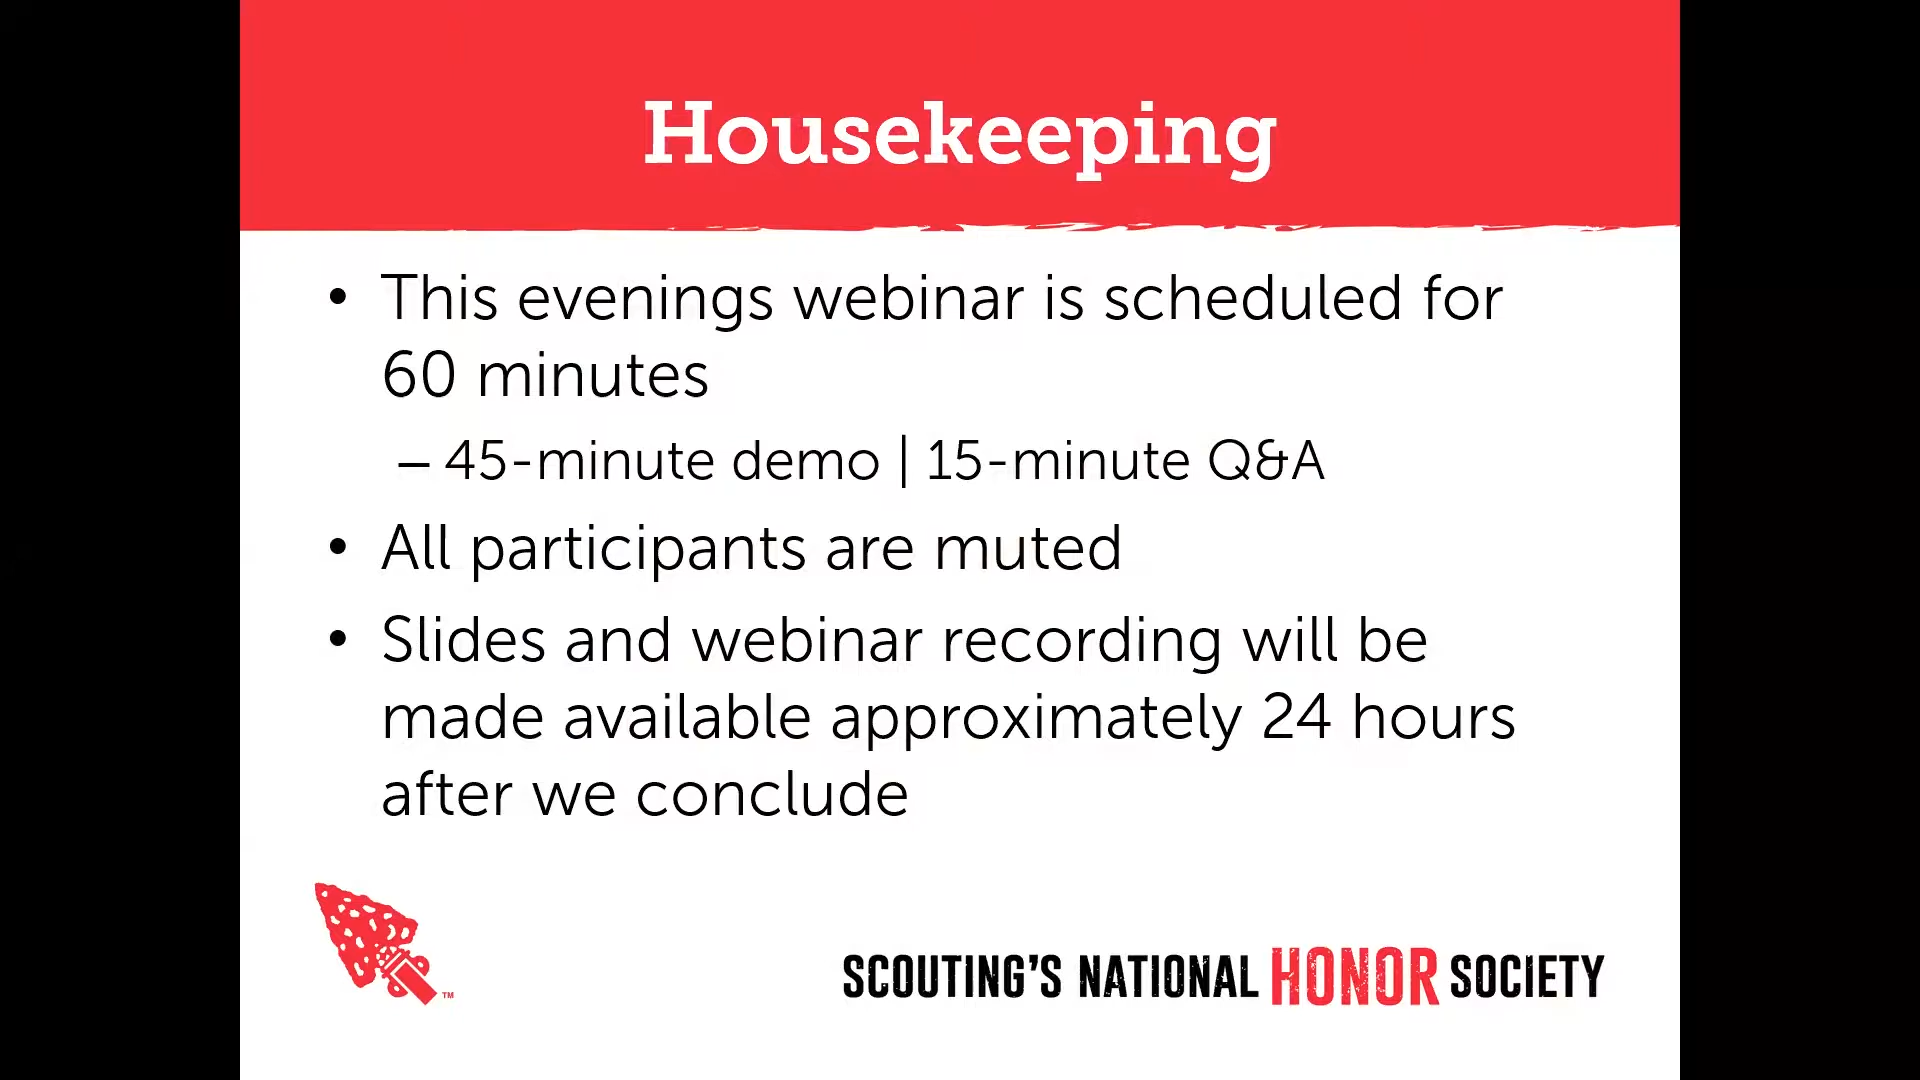 Housekeeping
• This evenings webinar is scheduled for
60 minutes
– 45-minute demo | 15-minute Q&A
• All participants are muted
• Slides and webinar recording will be
made available approximately 24 hours
after we conclude
TM
SCOUTING'S NATIONAL HONOR SOCIETY